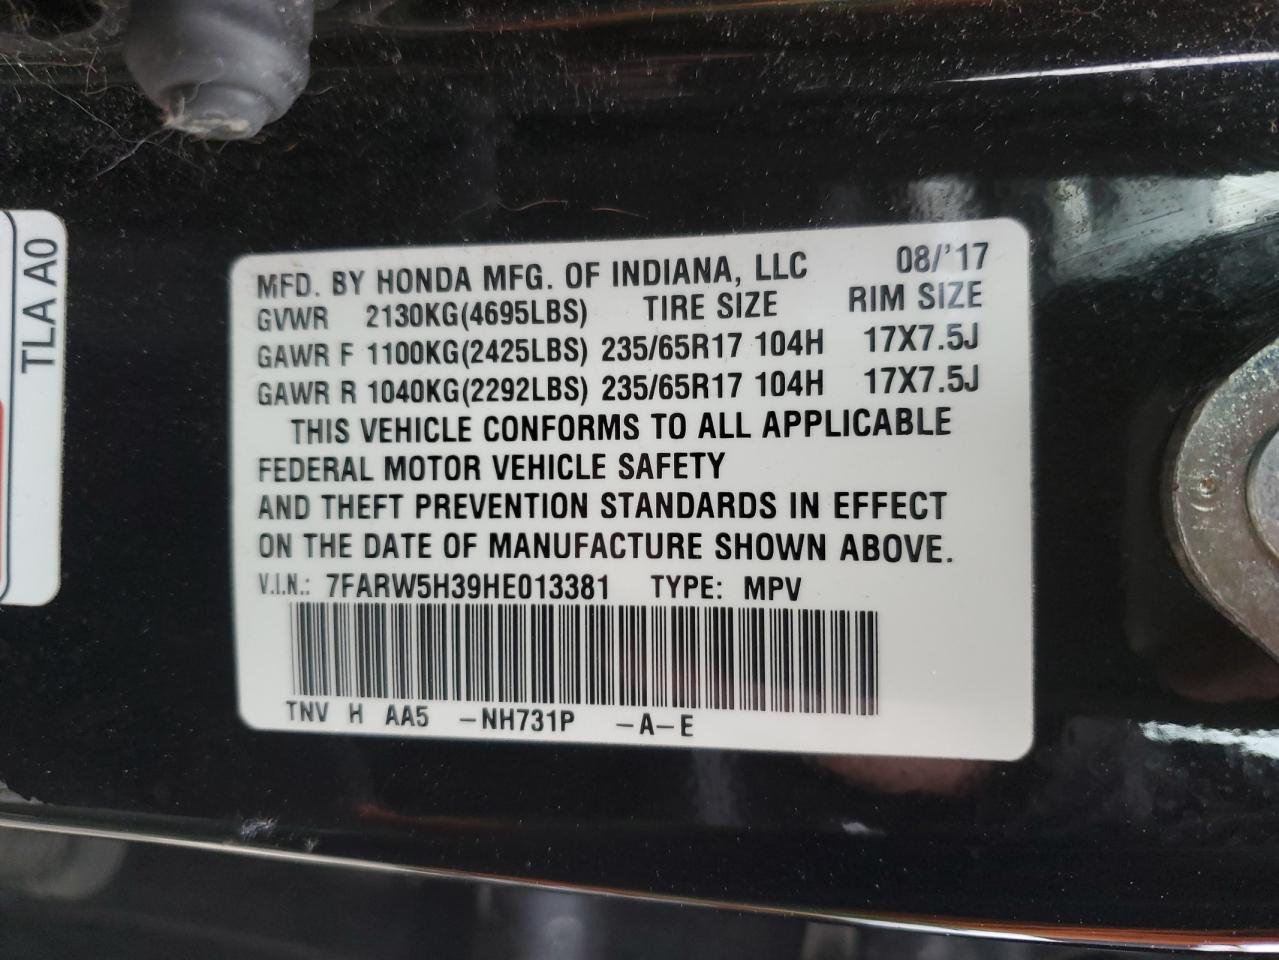 TLA A0
MFD. BY HONDA MFG. OF INDIANA, LLC 08/'17
GVWR 2130KG(4695LBS) TIRE SIZE RIM SIZE
GAWR F 1100KG(2425LBS) 235/65R17 104H 17X7.5J
GAWR R 1040KG(2292LBS) 235/65R17 104H 17X7.5J
THIS VEHICLE CONFORMS TO ALL APPLICABLE
FEDERAL MOTOR VEHICLE SAFETY
AND THEFT PREVENTION STANDARDS IN EFFECT
ON THE DATE OF MANUFACTURE SHOWN ABOVE.
V.I.N.: 7FARW5H39HE013381 TYPE: MPV
TNV H AA5 -NH731P -A-E